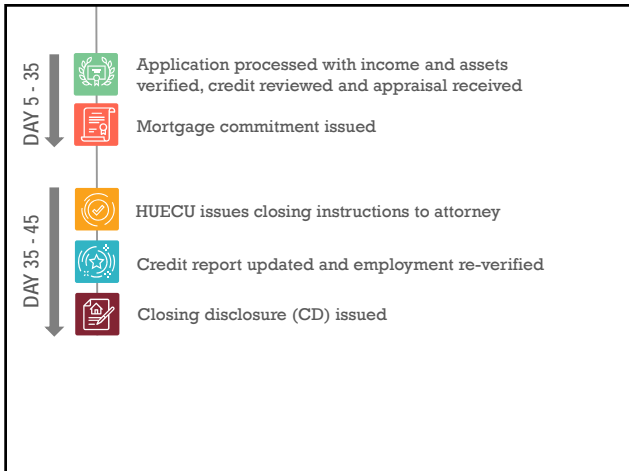 DAY 5 - 35
Application processed with income and assets
verified, credit reviewed and appraisal received
Mortgage commitment issued
DAY 35 - 45
HUECU issues closing instructions to attorney
Credit report updated and employment re-verified
Closing disclosure (CD) issued